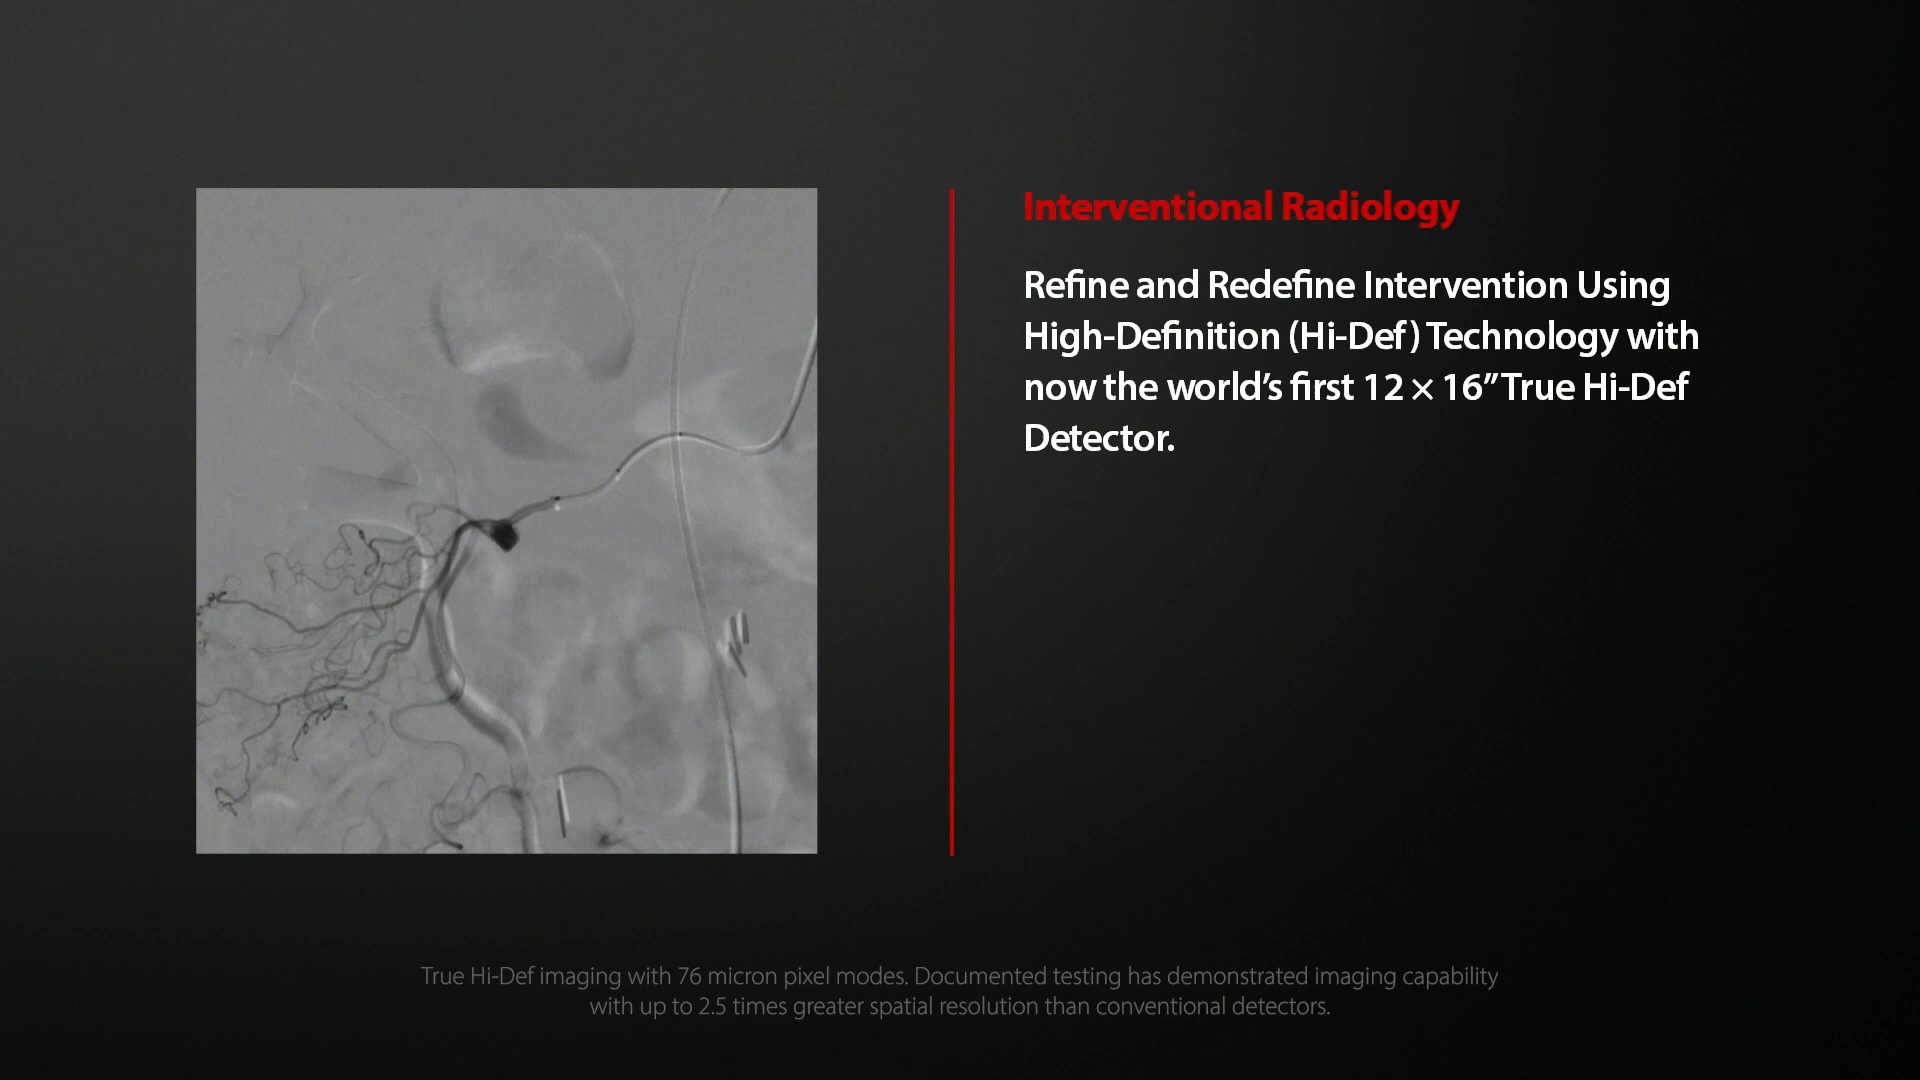 Interventional Radiology
Refine and Redefine Intervention Using
High-Definition (Hi-Def) Technology with
now the world’s first 12 × 16” True Hi-Def
Detector.
True Hi-Def imaging with 76 micron pixel modes. Documented testing has demonstrated imaging capability
with up to 2.5 times greater spatial resolution than conventional detectors.